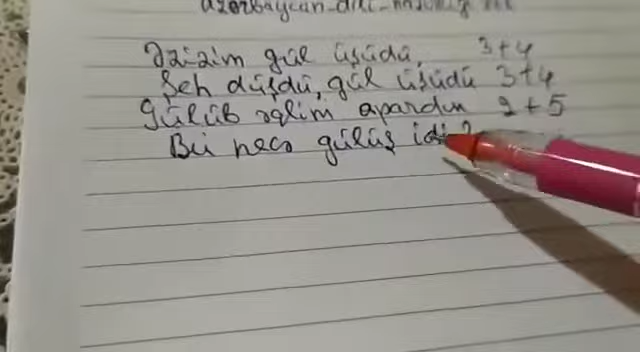 Əzizim gül üşüdü, 3+4
Şeh düşdü, gül üşüdü 3+4
Gülüb əqlim apardın 2+5
Bu necə gülüş idi?